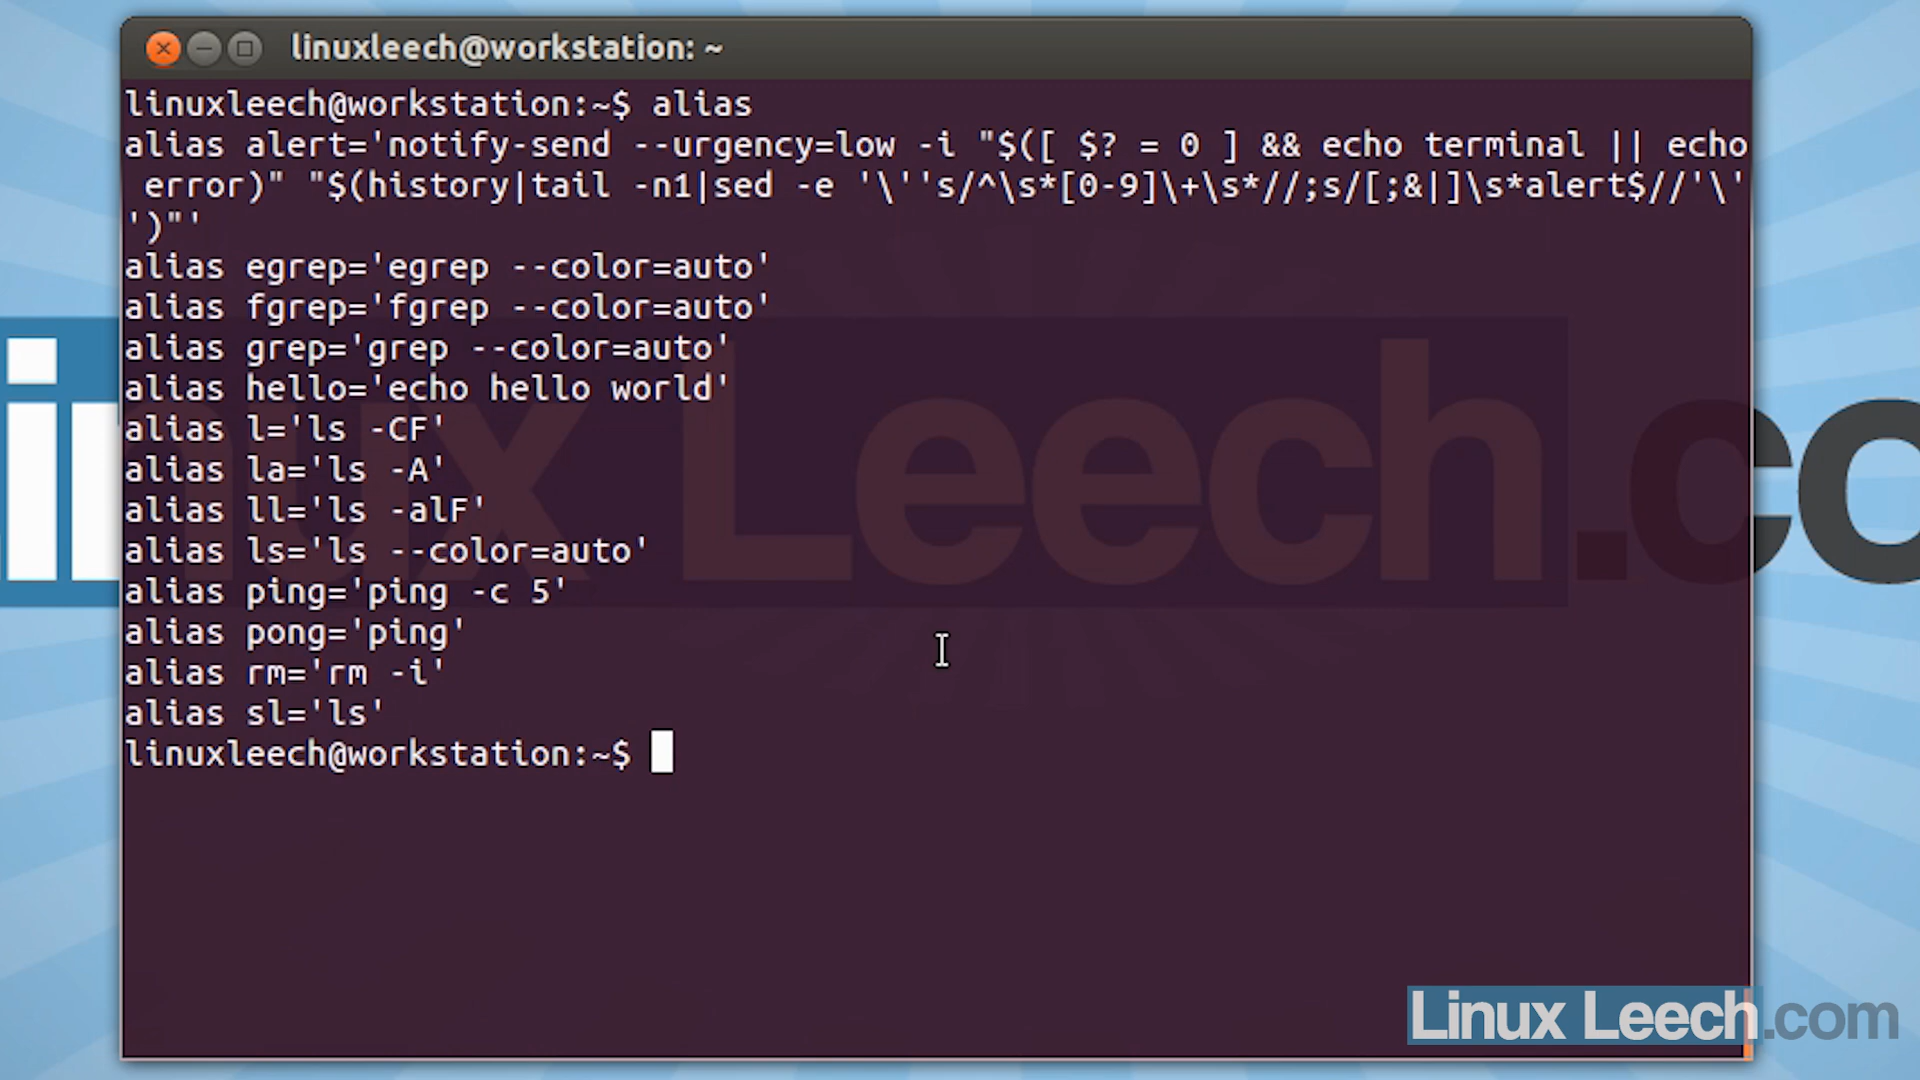 linuxleech@workstation: ~
linuxleech@workstation:~$ alias
alias alert='notify-send --urgency=low -i "$([ $? = 0 ] && echo terminal || echo
 error)" "$(history|tail -n1|sed -e '\''s/^\s*[0-9]\+\s*//;s/[;&|]\s*alert$//'\'
')"'
alias egrep='egrep --color=auto'
alias fgrep='fgrep --color=auto'
alias grep='grep --color=auto'
alias hello='echo hello world'
alias l='ls -CF'
alias la='ls -A'
alias ll='ls -alF'
alias ls='ls --color=auto'
alias ping='ping -c 5'
alias pong='ping'
alias rm='rm -i'
alias sl='ls'
linuxleech@workstation:~$
Linux Leech.co
Linux Leech.com